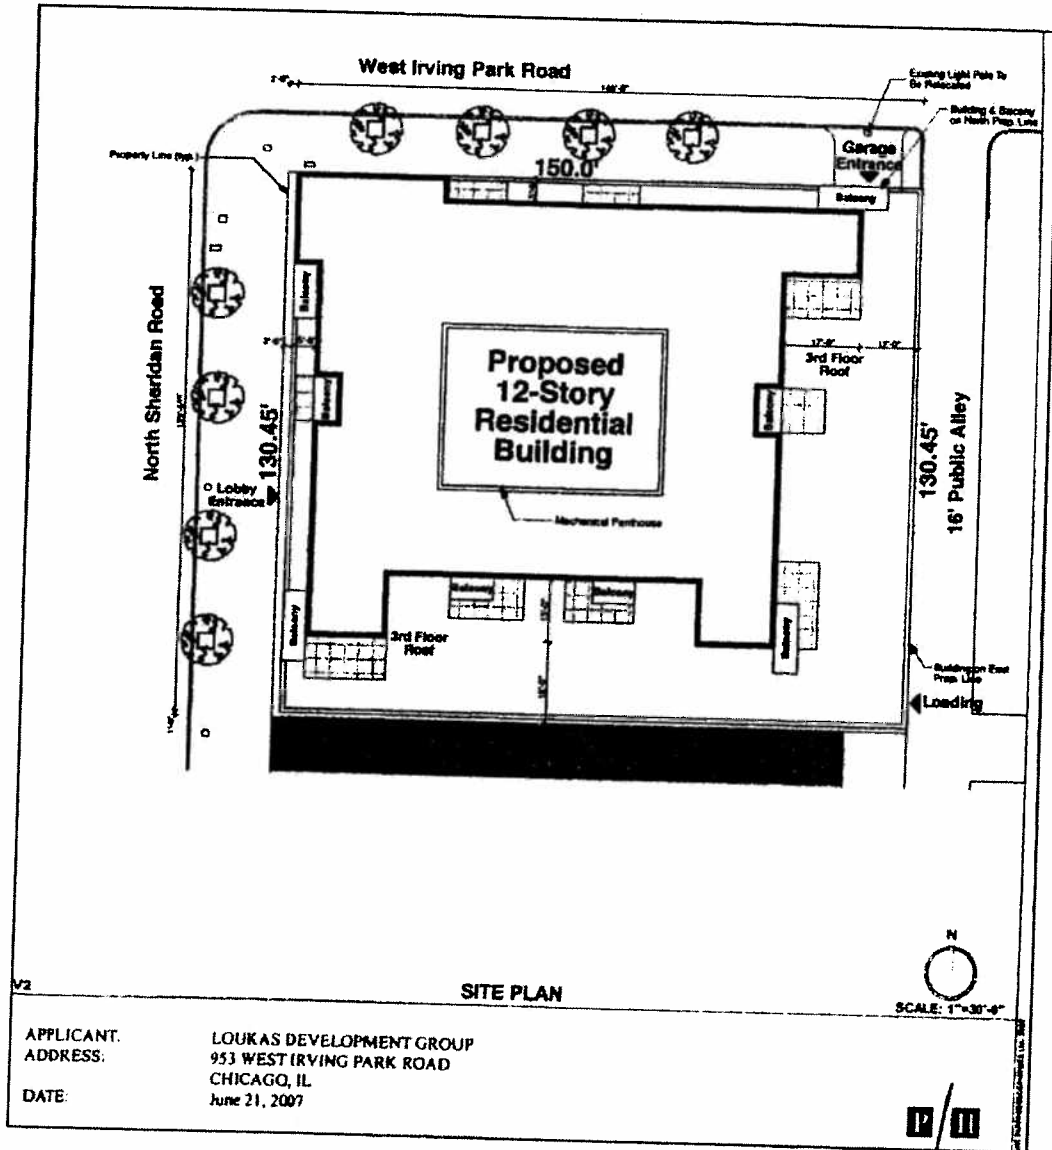 West Irving Park Road
Existing Light Pole To
Be Relocated
Building & Balcony
on North Prop. Line
Property Line (typ.)
Garage
Entrance
150.0'
Balcony
North Sheridan Road
Balcony
Proposed
12-Story
Residential
Building
17'-0"
3rd Floor
Roof
Balcony
Balcony
130.45'
130.45'
16' Public Alley
Lobby
Entrance
Mechanical Penthouse
Balcony
Balcony
Balcony
Balcony
3rd Floor
Roof
Building on East
Prop. Line
Loading
N
V2
SITE PLAN
SCALE: 1"=30'-0"
APPLICANT.
LOUKAS DEVELOPMENT GROUP
ADDRESS:
953 WEST IRVING PARK ROAD
CHICAGO, IL
DATE:
June 21, 2007
P/H